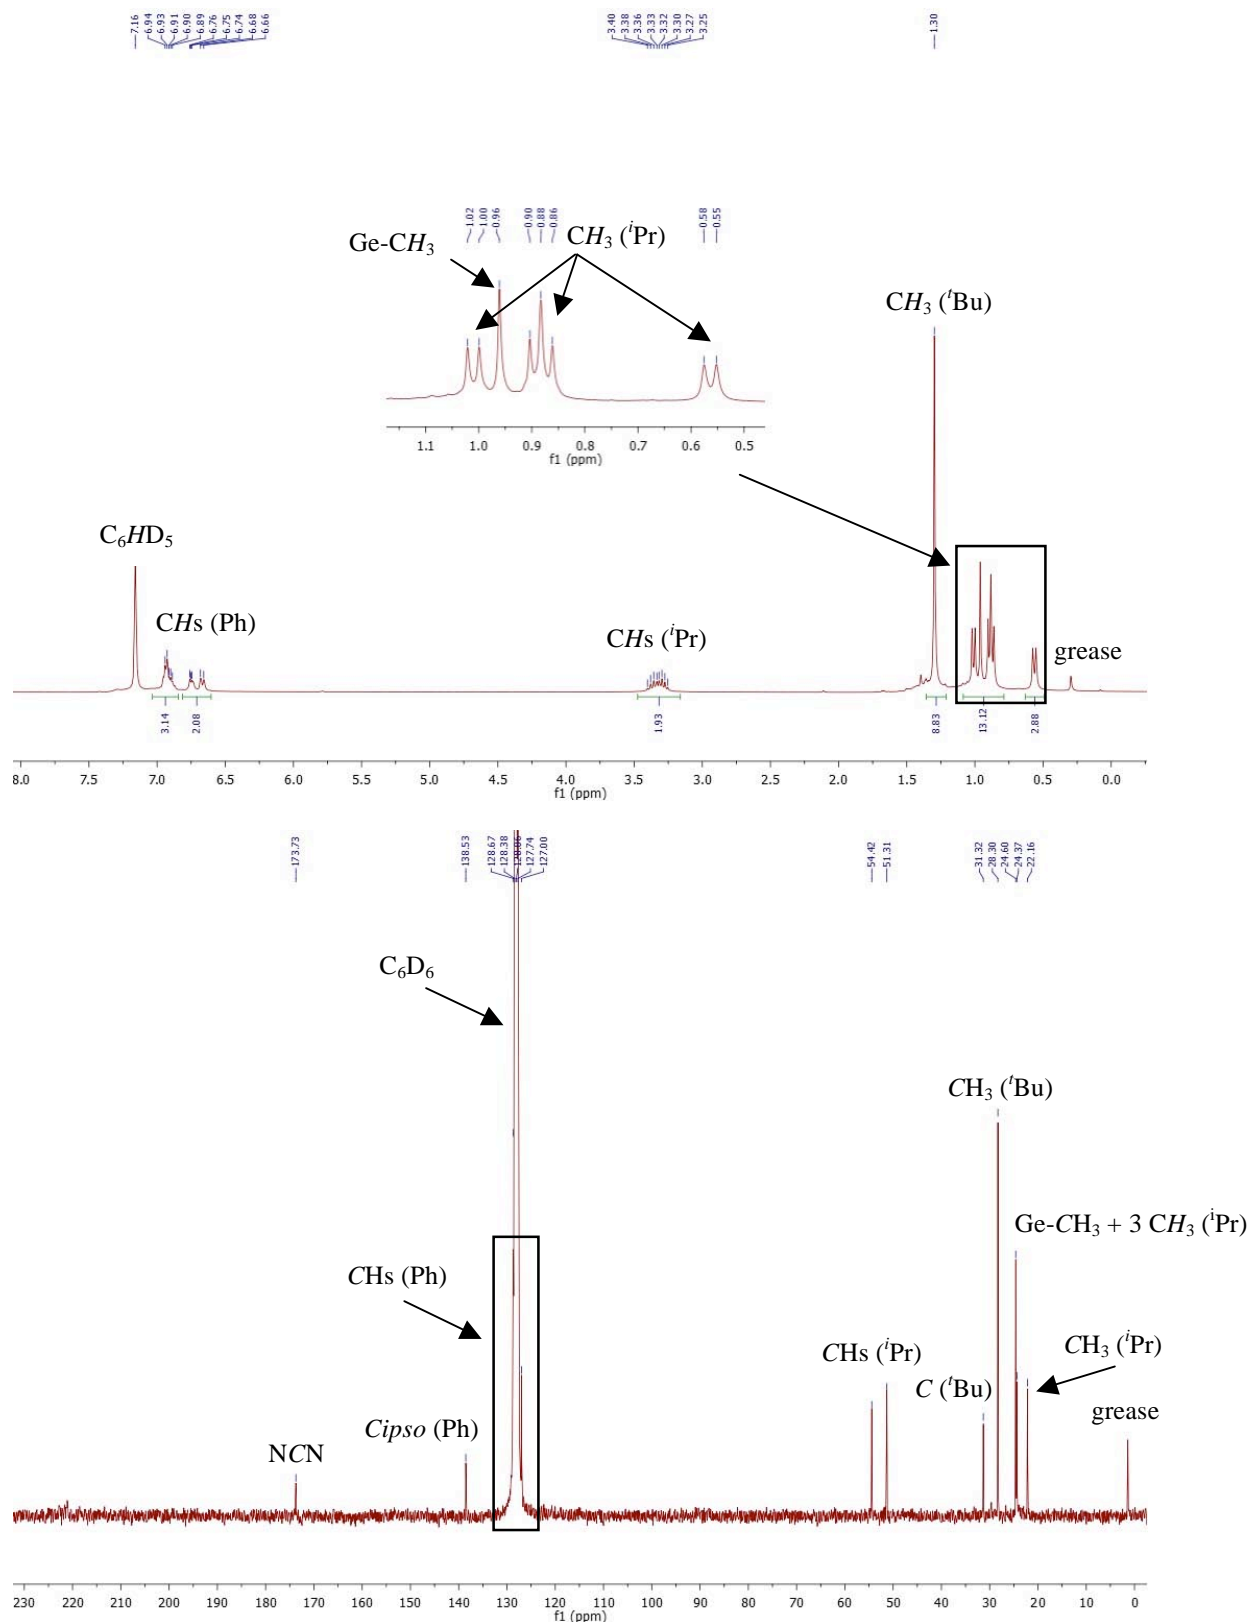 7.16
6.94
6.93
6.91
6.90
6.89
6.76
6.75
6.74
6.68
6.66
3.40
3.38
3.36
3.33
3.32
3.30
3.27
3.25
1.30
1.02
1.00
0.96
0.90
0.88
0.86
0.58
0.55
Ge-CH₃
CH₃ (ⁱPr)
CH₃ (ᵗBu)
1.1 1.0 0.9 0.8 0.7 0.6 0.5
f1 (ppm)
C₆HD₅
CHs (Ph)
CHs (ⁱPr)
grease
3.14
2.08
1.93
8.83
13.12
2.88
8.0 7.5 7.0 6.5 6.0 5.5 5.0 4.5 4.0 3.5 3.0 2.5 2.0 1.5 1.0 0.5 0.0
f1 (ppm)
173.73
138.53
128.67
128.38
128.06
127.74
127.00
54.42
51.31
31.32
28.30
24.60
24.37
22.16
C₆D₆
CH₃ (ᵗBu)
Ge-CH₃ + 3 CH₃ (ⁱPr)
CHs (Ph)
CHs (ⁱPr)
CH₃ (ⁱPr)
C (ᵗBu)
grease
Cipso (Ph)
NCN
230 220 210 200 190 180 170 160 150 140 130 120 110 100 90 80 70 60 50 40 30 20 10 0
f1 (ppm)